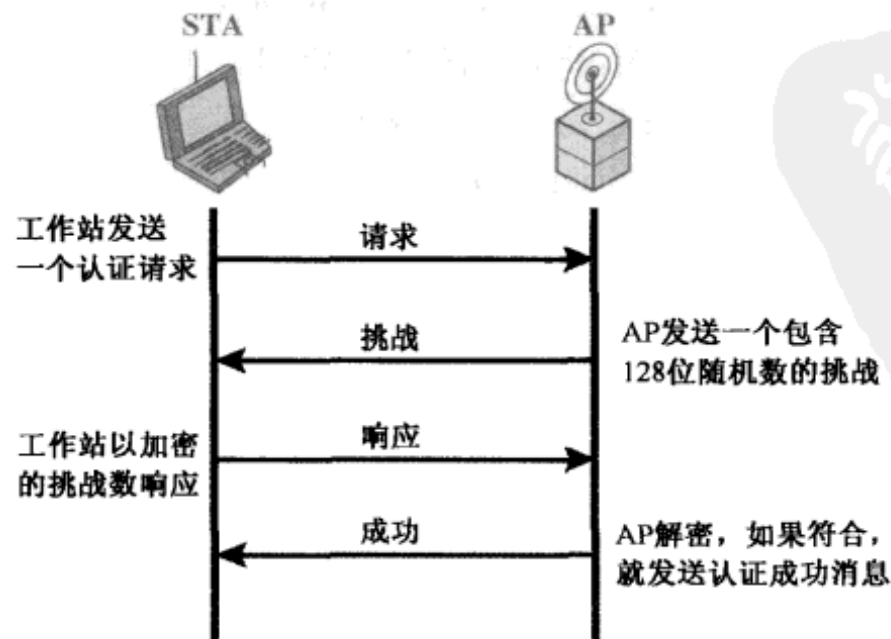 STA
AP
工作站发送
一个认证请求
请求
挑战
AP发送一个包含
128位随机数的挑战
响应
工作站以加密
的挑战数响应
成功
AP解密，如果符合，
就发送认证成功消息